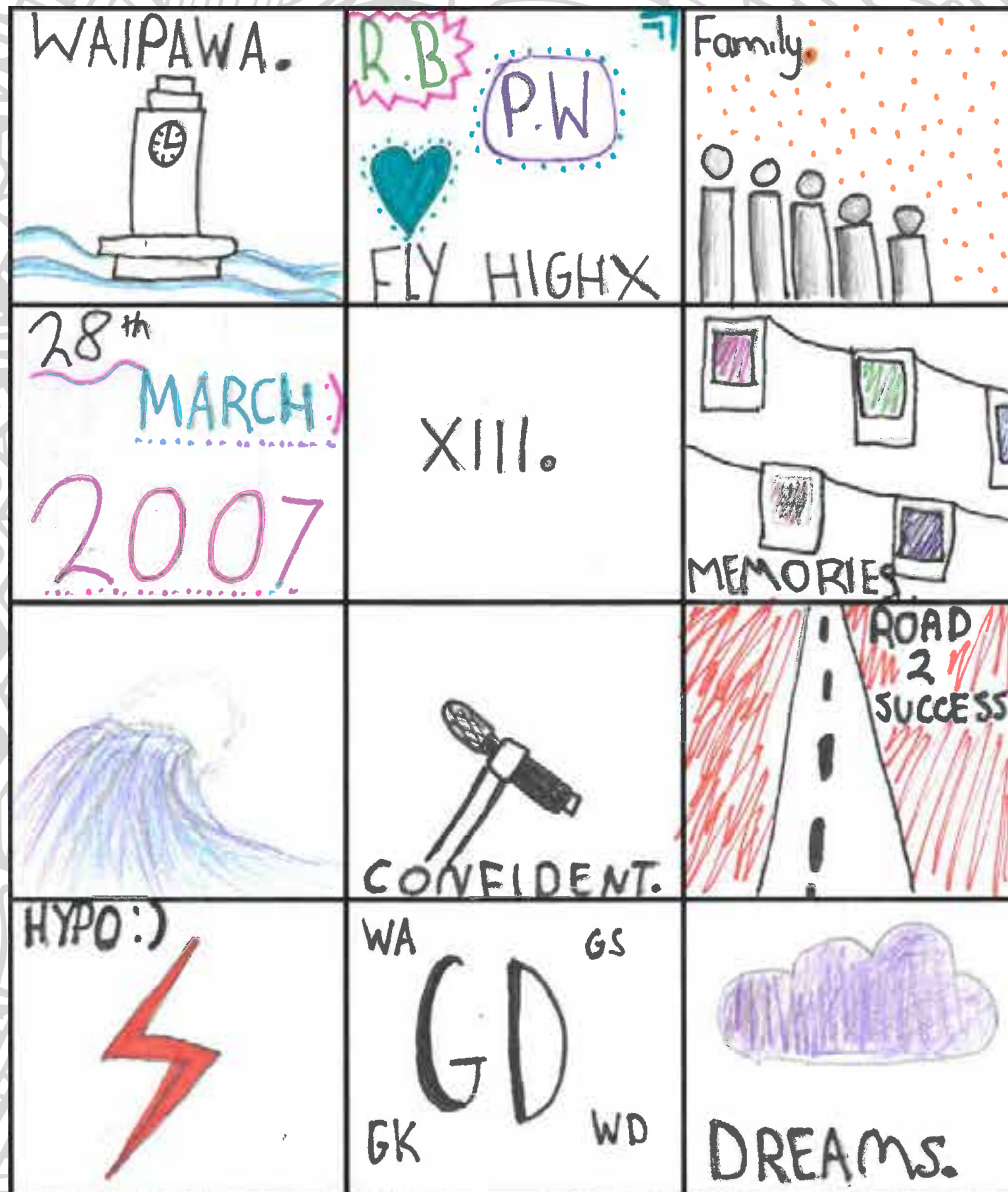 WAIPAWA.
R.B
P.W
FLY HIGHX
Family.
28th
MARCH:)
2007
XIII.
MEMORIES.
CONFIDENT.
ROAD
2
SUCCESS
HYPO:)
WA GS
GD
GK WD
DREAMS.